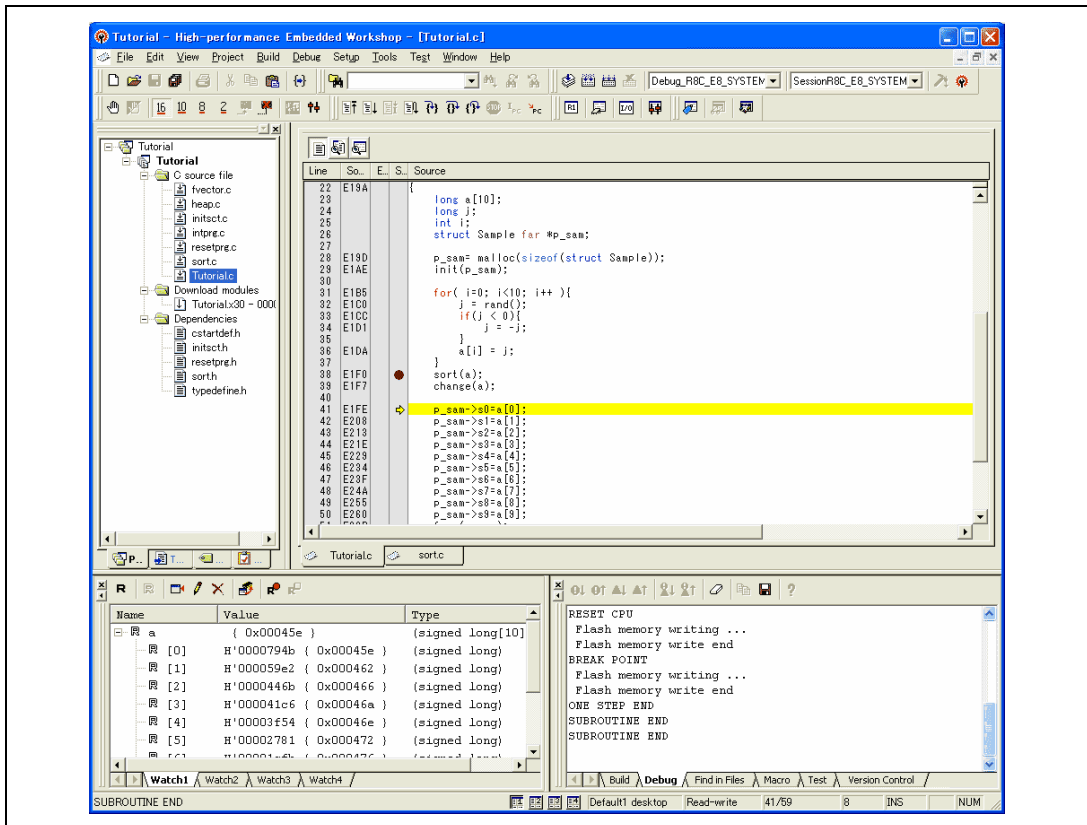 Tutorial - High-performance Embedded Workshop - [Tutorial.c]
File Edit View Project Build Debug Setup Tools Test Window Help
Debug_R8C_E8_SYSTEM SessionR8C_E8_SYSTEM
16 10 8 2
Tutorial
Tutorial
C source file
fvector.c
heap.c
initsct.c
intprg.c
resetprg.c
sort.c
Tutorial.c
Download modules
Tutorial.x30 - 000(
Dependencies
cstartdef.h
initsct.h
resetprg.h
sort.h
typedefine.h
P.. T... ... ...
Line So... E.. S.. Source
22 E19A {
23 long a[10];
24 long j;
25 int i;
26 struct Sample far *p_sam;
27
28 E19D p_sam= malloc(sizeof(struct Sample));
29 E1AE init(p_sam);
30
31 E1B5 for( i=0; i<10; i++ ){
32 E1C0 j = rand();
33 E1CC if(j < 0){
34 E1D1 j = -j;
35 }
36 E1DA a[i] = j;
37 }
38 E1F0 sort(a);
39 E1F7 change(a);
40
41 E1FE p_sam->s0=a[0];
42 E208 p_sam->s1=a[1];
43 E213 p_sam->s2=a[2];
44 E21E p_sam->s3=a[3];
45 E229 p_sam->s4=a[4];
46 E234 p_sam->s5=a[5];
47 E23F p_sam->s6=a[6];
48 E24A p_sam->s7=a[7];
49 E255 p_sam->s8=a[8];
50 E260 p_sam->s9=a[9];
Tutorial.c sort.c
R
Name Value Type
R a { 0x00045e } (signed long[10]
R [0] H'0000794b { 0x00045e } (signed long)
R [1] H'000059e2 { 0x000462 } (signed long)
R [2] H'0000446b { 0x000466 } (signed long)
R [3] H'000041c6 { 0x00046a } (signed long)
R [4] H'00003f54 { 0x00046e } (signed long)
R [5] H'00002781 { 0x000472 } (signed long)
Watch1 Watch2 Watch3 Watch4
RESET CPU
Flash memory writing ...
Flash memory write end
BREAK POINT
Flash memory writing ...
Flash memory write end
ONE STEP END
SUBROUTINE END
SUBROUTINE END
Build Debug Find in Files Macro Test Version Control
SUBROUTINE END Default1 desktop Read-write 41/59 8 INS NUM